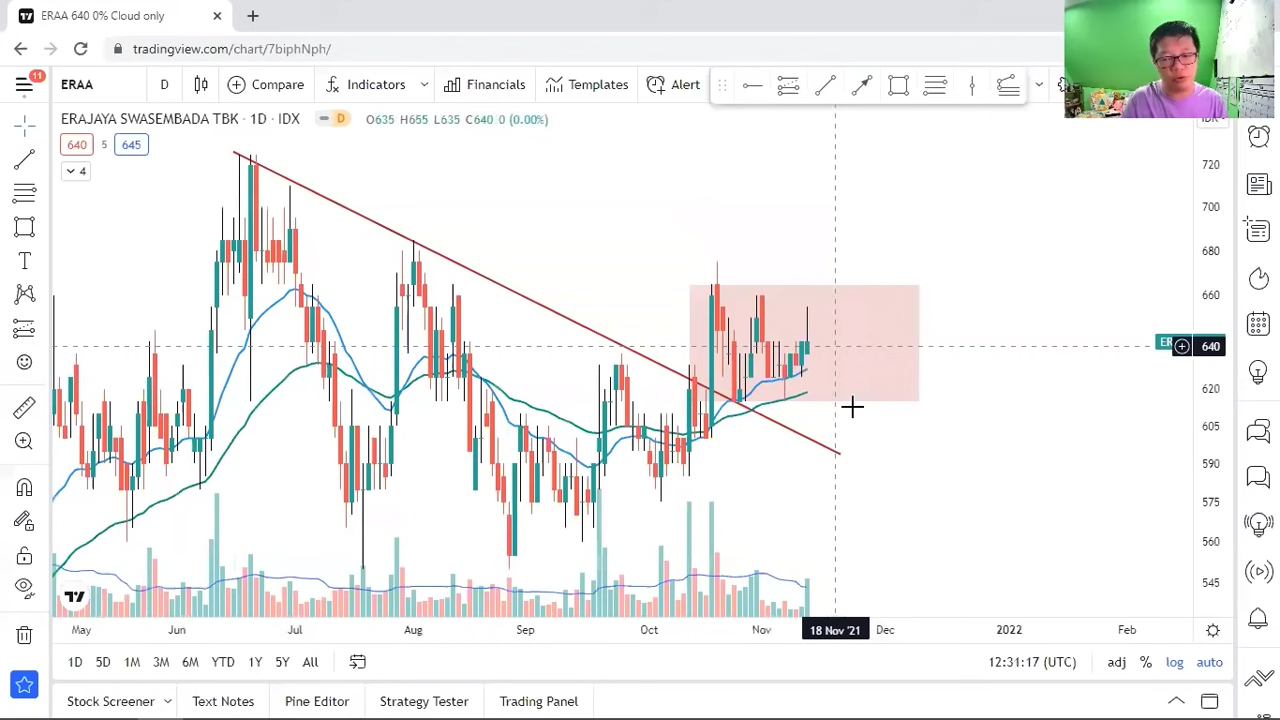 ERAA 640 0% Cloud only
tradingview.com/chart/7biphNph/
11
ERAA
D
Compare
Indicators
Financials
Templates
Alert
ERAJAYA SWASEMBADA TBK · 1D · IDX
D
O635 H655 L635 C640 0 (0.00%)
640
5
645
4
720
700
680
660
640
620
605
590
575
560
545
May
Jun
Jul
Aug
Sep
Oct
Nov
18 Nov '21
Dec
2022
Feb
1D
5D
1M
3M
6M
YTD
1Y
5Y
All
12:31:17 (UTC)
adj
%
log
auto
Stock Screener
Text Notes
Pine Editor
Strategy Tester
Trading Panel